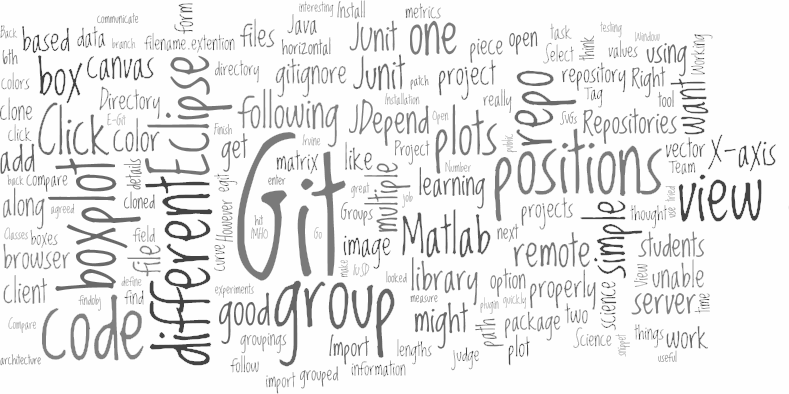 communicate
interesting
Install
metrics
Back
based
data
branch
filename.extention
form
files
Java
horizontal
Junit
one
piece
open
task
Select
testing
think
values
Window
using
Working
6th
colors
box
canvas
directory
gitignore
Junit
patch
project
repository
Right
Tag
tool
want
clone
Directory
E-Git
Eclipse
following
Installation
JDepend
Open
really
repo
SVGs
Repositories
click
Click
color
Finish
get
Irvine
matrix
like
Project
plots
public
vector
X-axis
Team
add
back
Compare
boxplot
details
different
egit
enter
Git
great
multiple
Number
learning
positions
view
use
tried
along
agreed
cloned
However
hit
IMHO
Go
Groups
job
projects
simple
thought
Classes
boxes
field
curve
image
Matlab
next
remote
students
browser
file
make
IUSD
looked
library
option
properly
View
unable
client
define
find
findobj
experiments
good
group
measure
plugin
quickly
science
server
time
Compare
Code
groupings
might
path
package
two
Science
snippet
things
work
architecture
follow
Import
lengths
judge
plot
useful
import
grouped
information